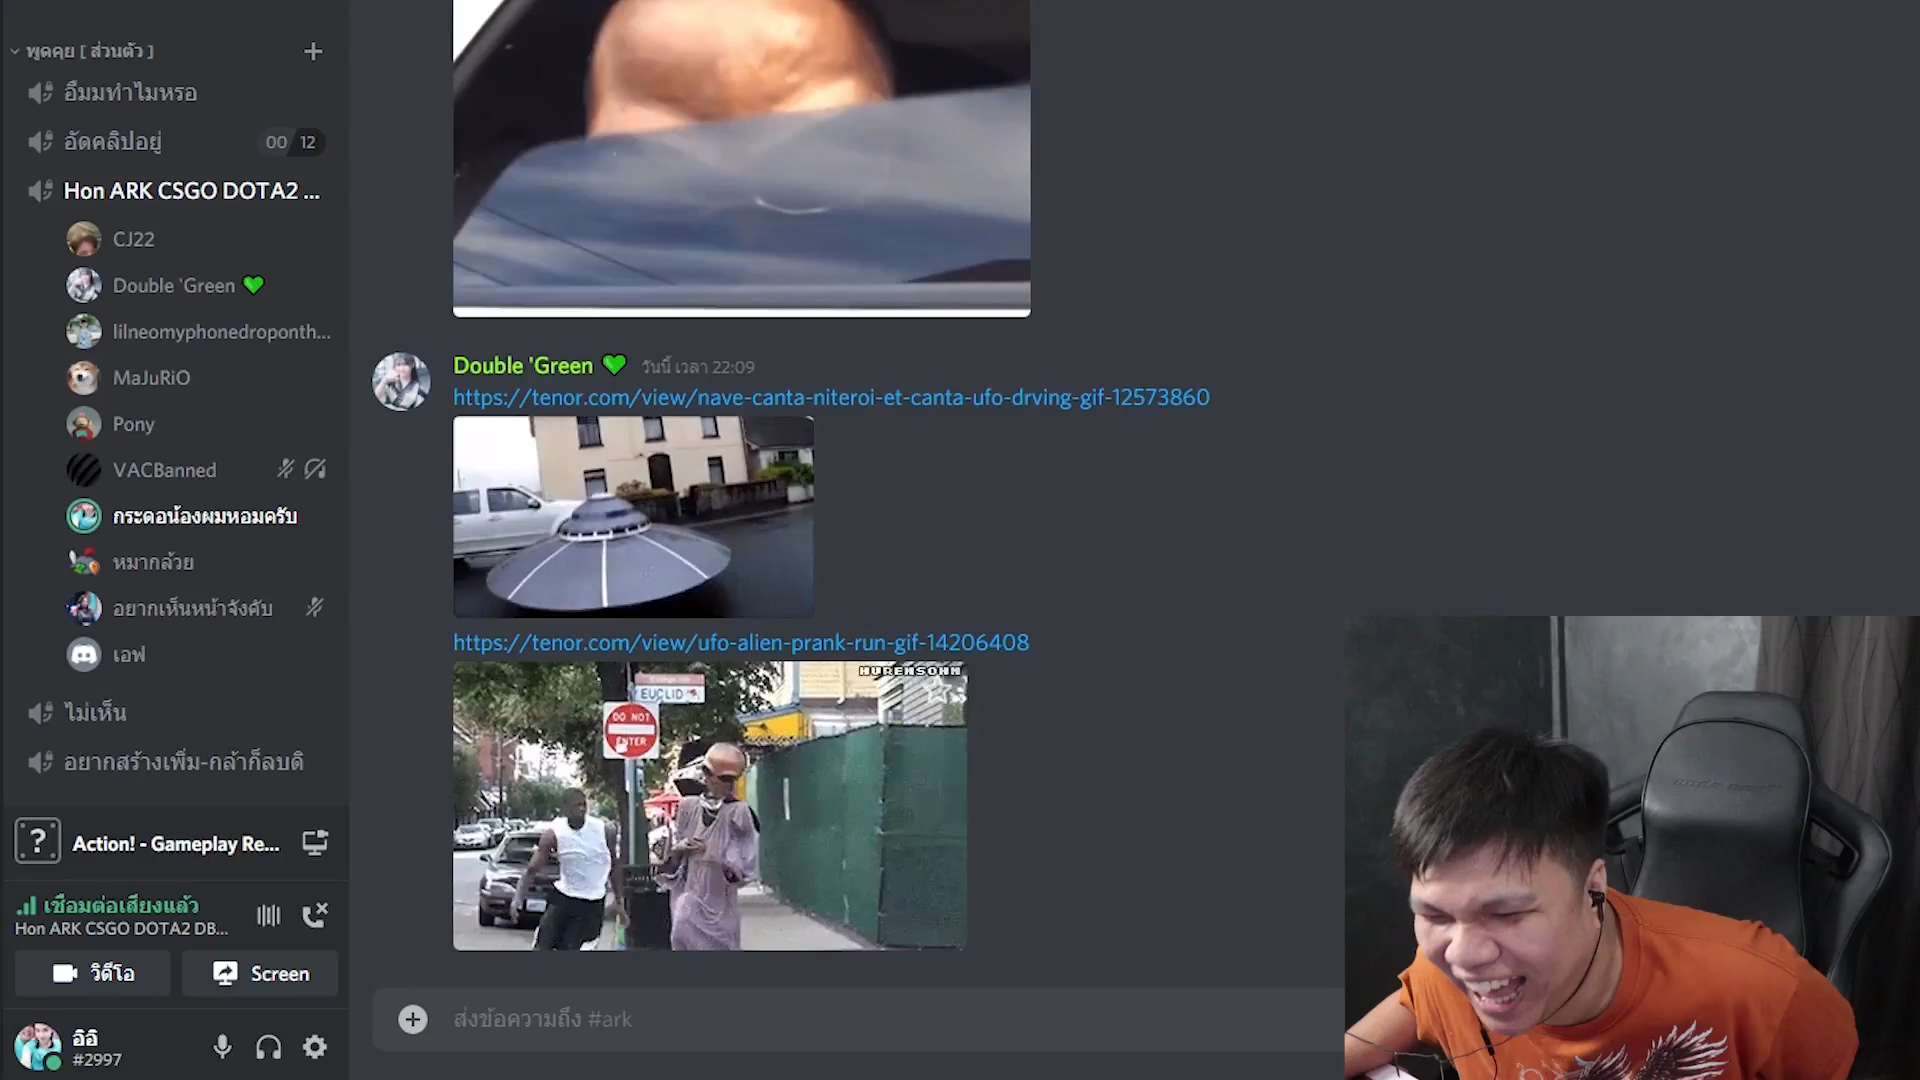 พูดคุย [ ส่วนตัว ]
อืมมทำไมหรอ
อัดคลิปอยู่ 00 12
Hon ARK CSGO DOTA2 ...
CJ22
Double 'Green 💚
lilneomyphonedroponth...
MaJuRiO
Pony
VACBanned
กระดอน้องผมหอมครับ
หมากล้วย
อยากเห็นหน้าจังคับ
เอฟ
ไม่เห็น
อยากสร้างเพิ่ม-กล้าก็ลบดิ
Action! - Gameplay Re...
เชื่อมต่อเสียงแล้ว
Hon ARK CSGO DOTA2 DB...
วิดีโอ
Screen
อิอิ
#2997
Double 'Green 💚 วันนี้ เวลา 22:09
https://tenor.com/view/nave-canta-niteroi-et-canta-ufo-drving-gif-12573860
https://tenor.com/view/ufo-alien-prank-run-gif-14206408
HURENSOHN
EUCLID
DO NOT
ENTER
ส่งข้อความถึง #ark